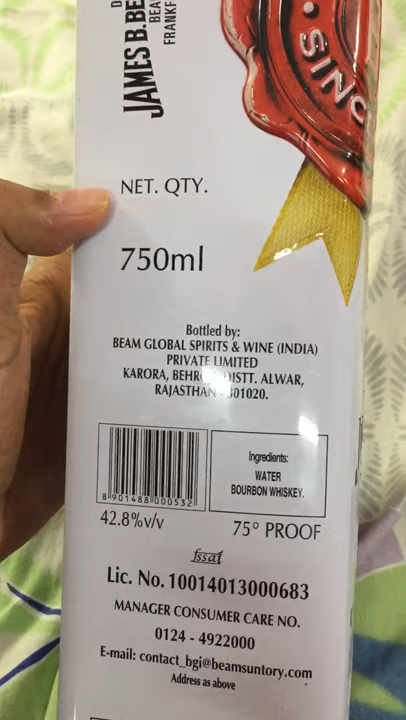 JAMES B.BE
BEA
FRANKF
SINC
NET. QTY.
750ml
Bottled by:
BEAM GLOBAL SPIRITS & WINE (INDIA)
PRIVATE LIMITED
KARORA, DISTT. ALWAR,
RAJASTHAN 301020.
8 901488 000532
Ingredients:
WATER
BOURBON WHISKEY.
42.8%v/v
75° PROOF
fssai
Lic. No. 10014013000683
MANAGER CONSUMER CARE NO.
0124 - 4922000
E-mail: contact_bgi@beamsuntory.com
Address as above